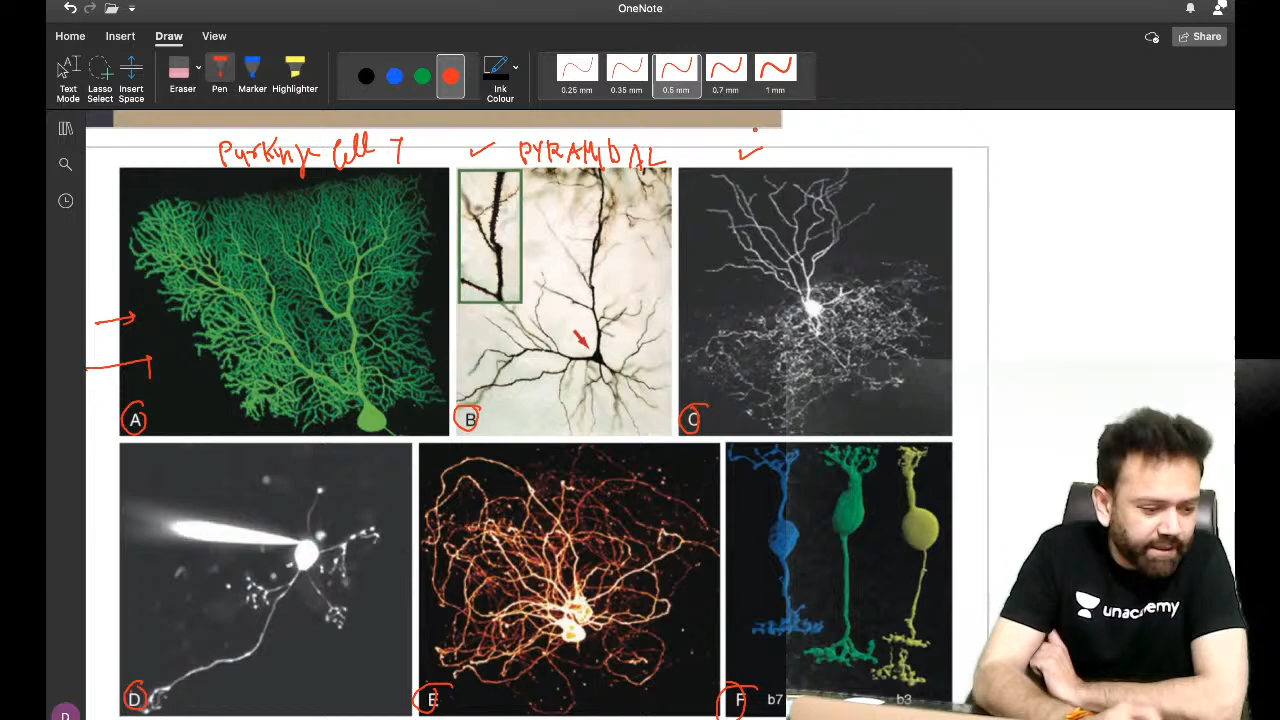 OneNote
Home Insert Draw View
Share
Text Mode
Lasso Select
Insert Space
Eraser
Pen
Marker
Highlighter
Ink Colour
0.25 mm
0.35 mm
0.5 mm
0.7 mm
1 mm
Purkinje Cell
PYRAMIDAL
A
B
C
D
E
F
b7
b3
unacademy
D